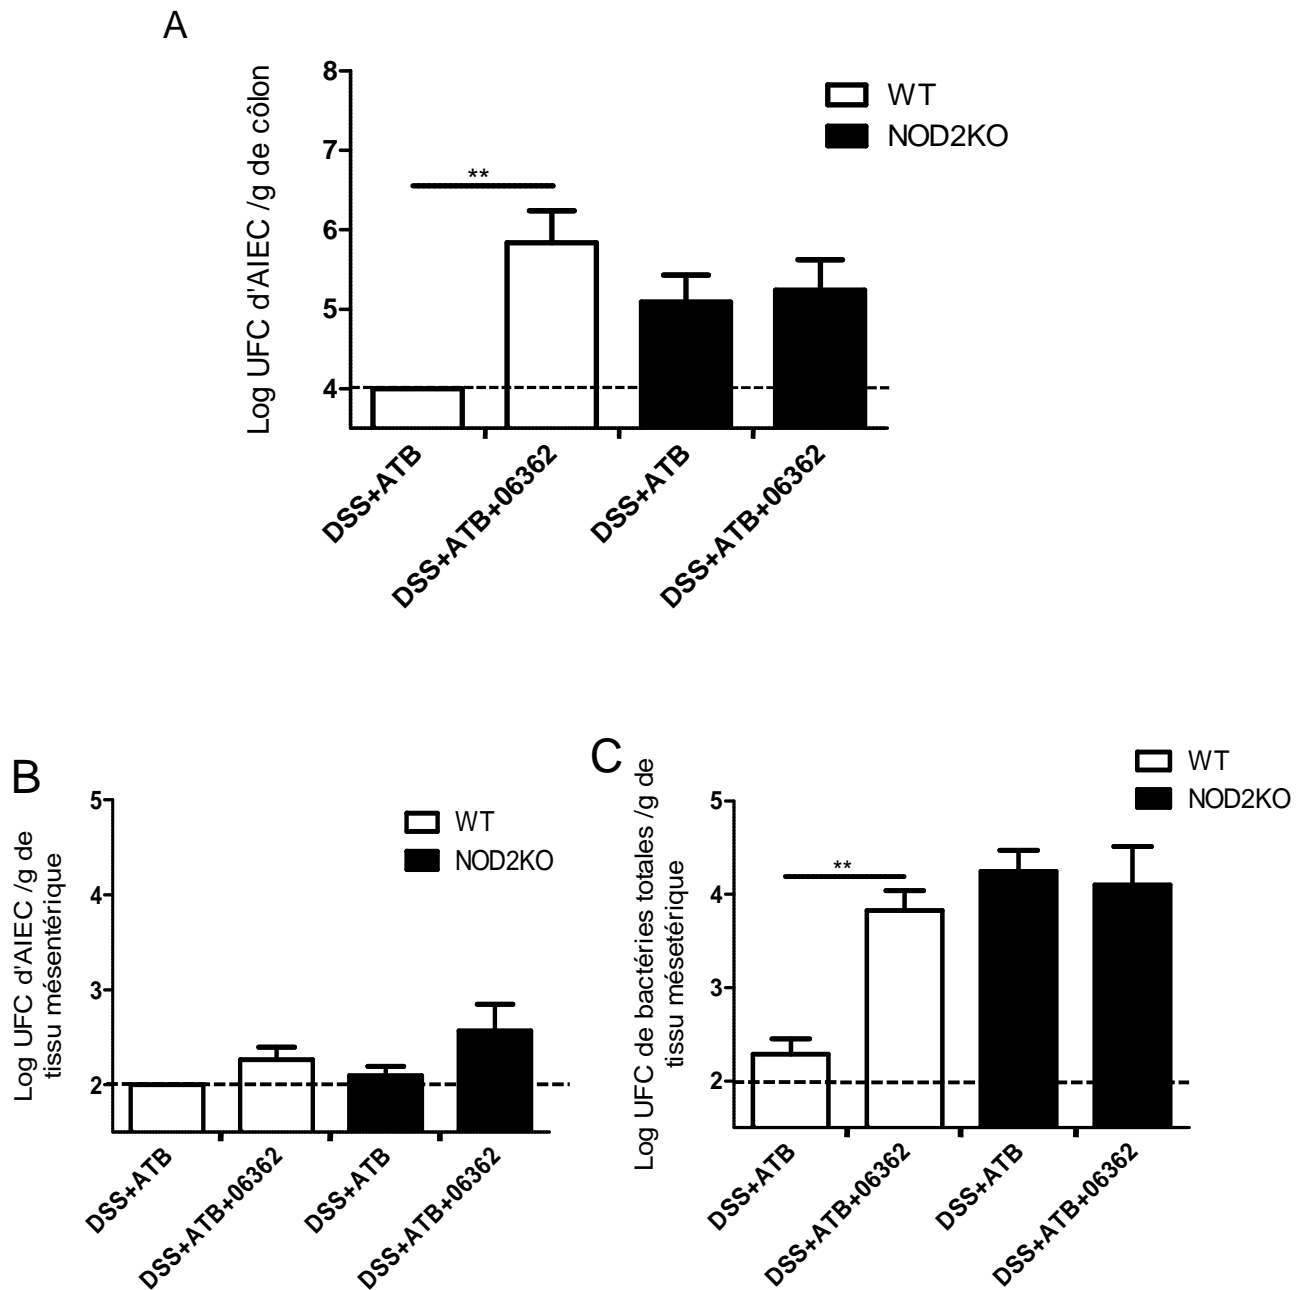 A
Log UFC d'AIEC /g de côlon
8
7
6
5
4
**
WT
NOD2KO
DSS+ATB
DSS+ATB+06362
DSS+ATB
DSS+ATB+06362
B
Log UFC d'AIEC /g de
tissu mésentérique
5
4
3
2
WT
NOD2KO
DSS+ATB
DSS+ATB+06362
DSS+ATB
DSS+ATB+06362
C
Log UFC de bactéries totales /g de
tissu mésetérique
5
4
3
2
**
WT
NOD2KO
DSS+ATB
DSS+ATB+06362
DSS+ATB
DSS+ATB+06362